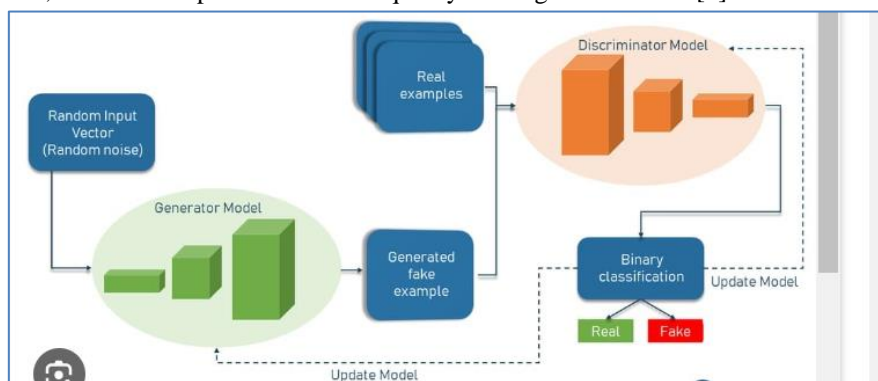 Real
examples
Discriminator Model
Random Input
Vector
(Random noise)
Generator Model
Generated
fake
example
Binary
classification
Update Model
Real
Fake
Update Model